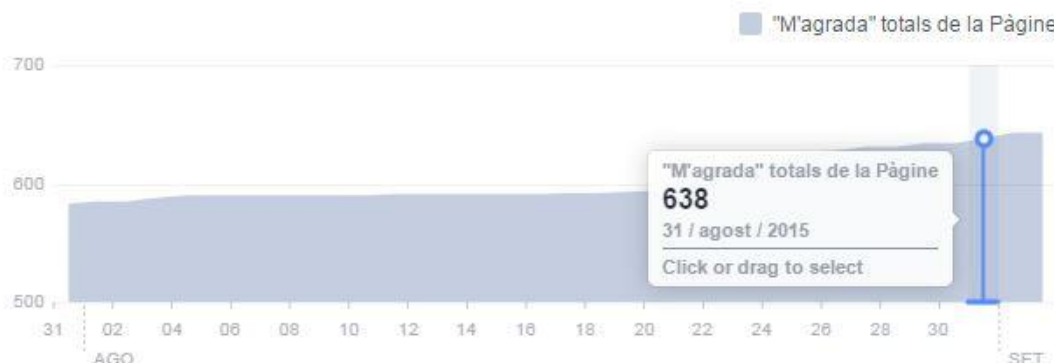 "M'agrada" totals de la Pàgine
700
600
"M'agrada" totals de la Pàgine
638
31 / agost / 2015
Click or drag to select
500
31 02 04 06 08 10 12 14 16 18 20 22 24 26 28 30
AGO SET